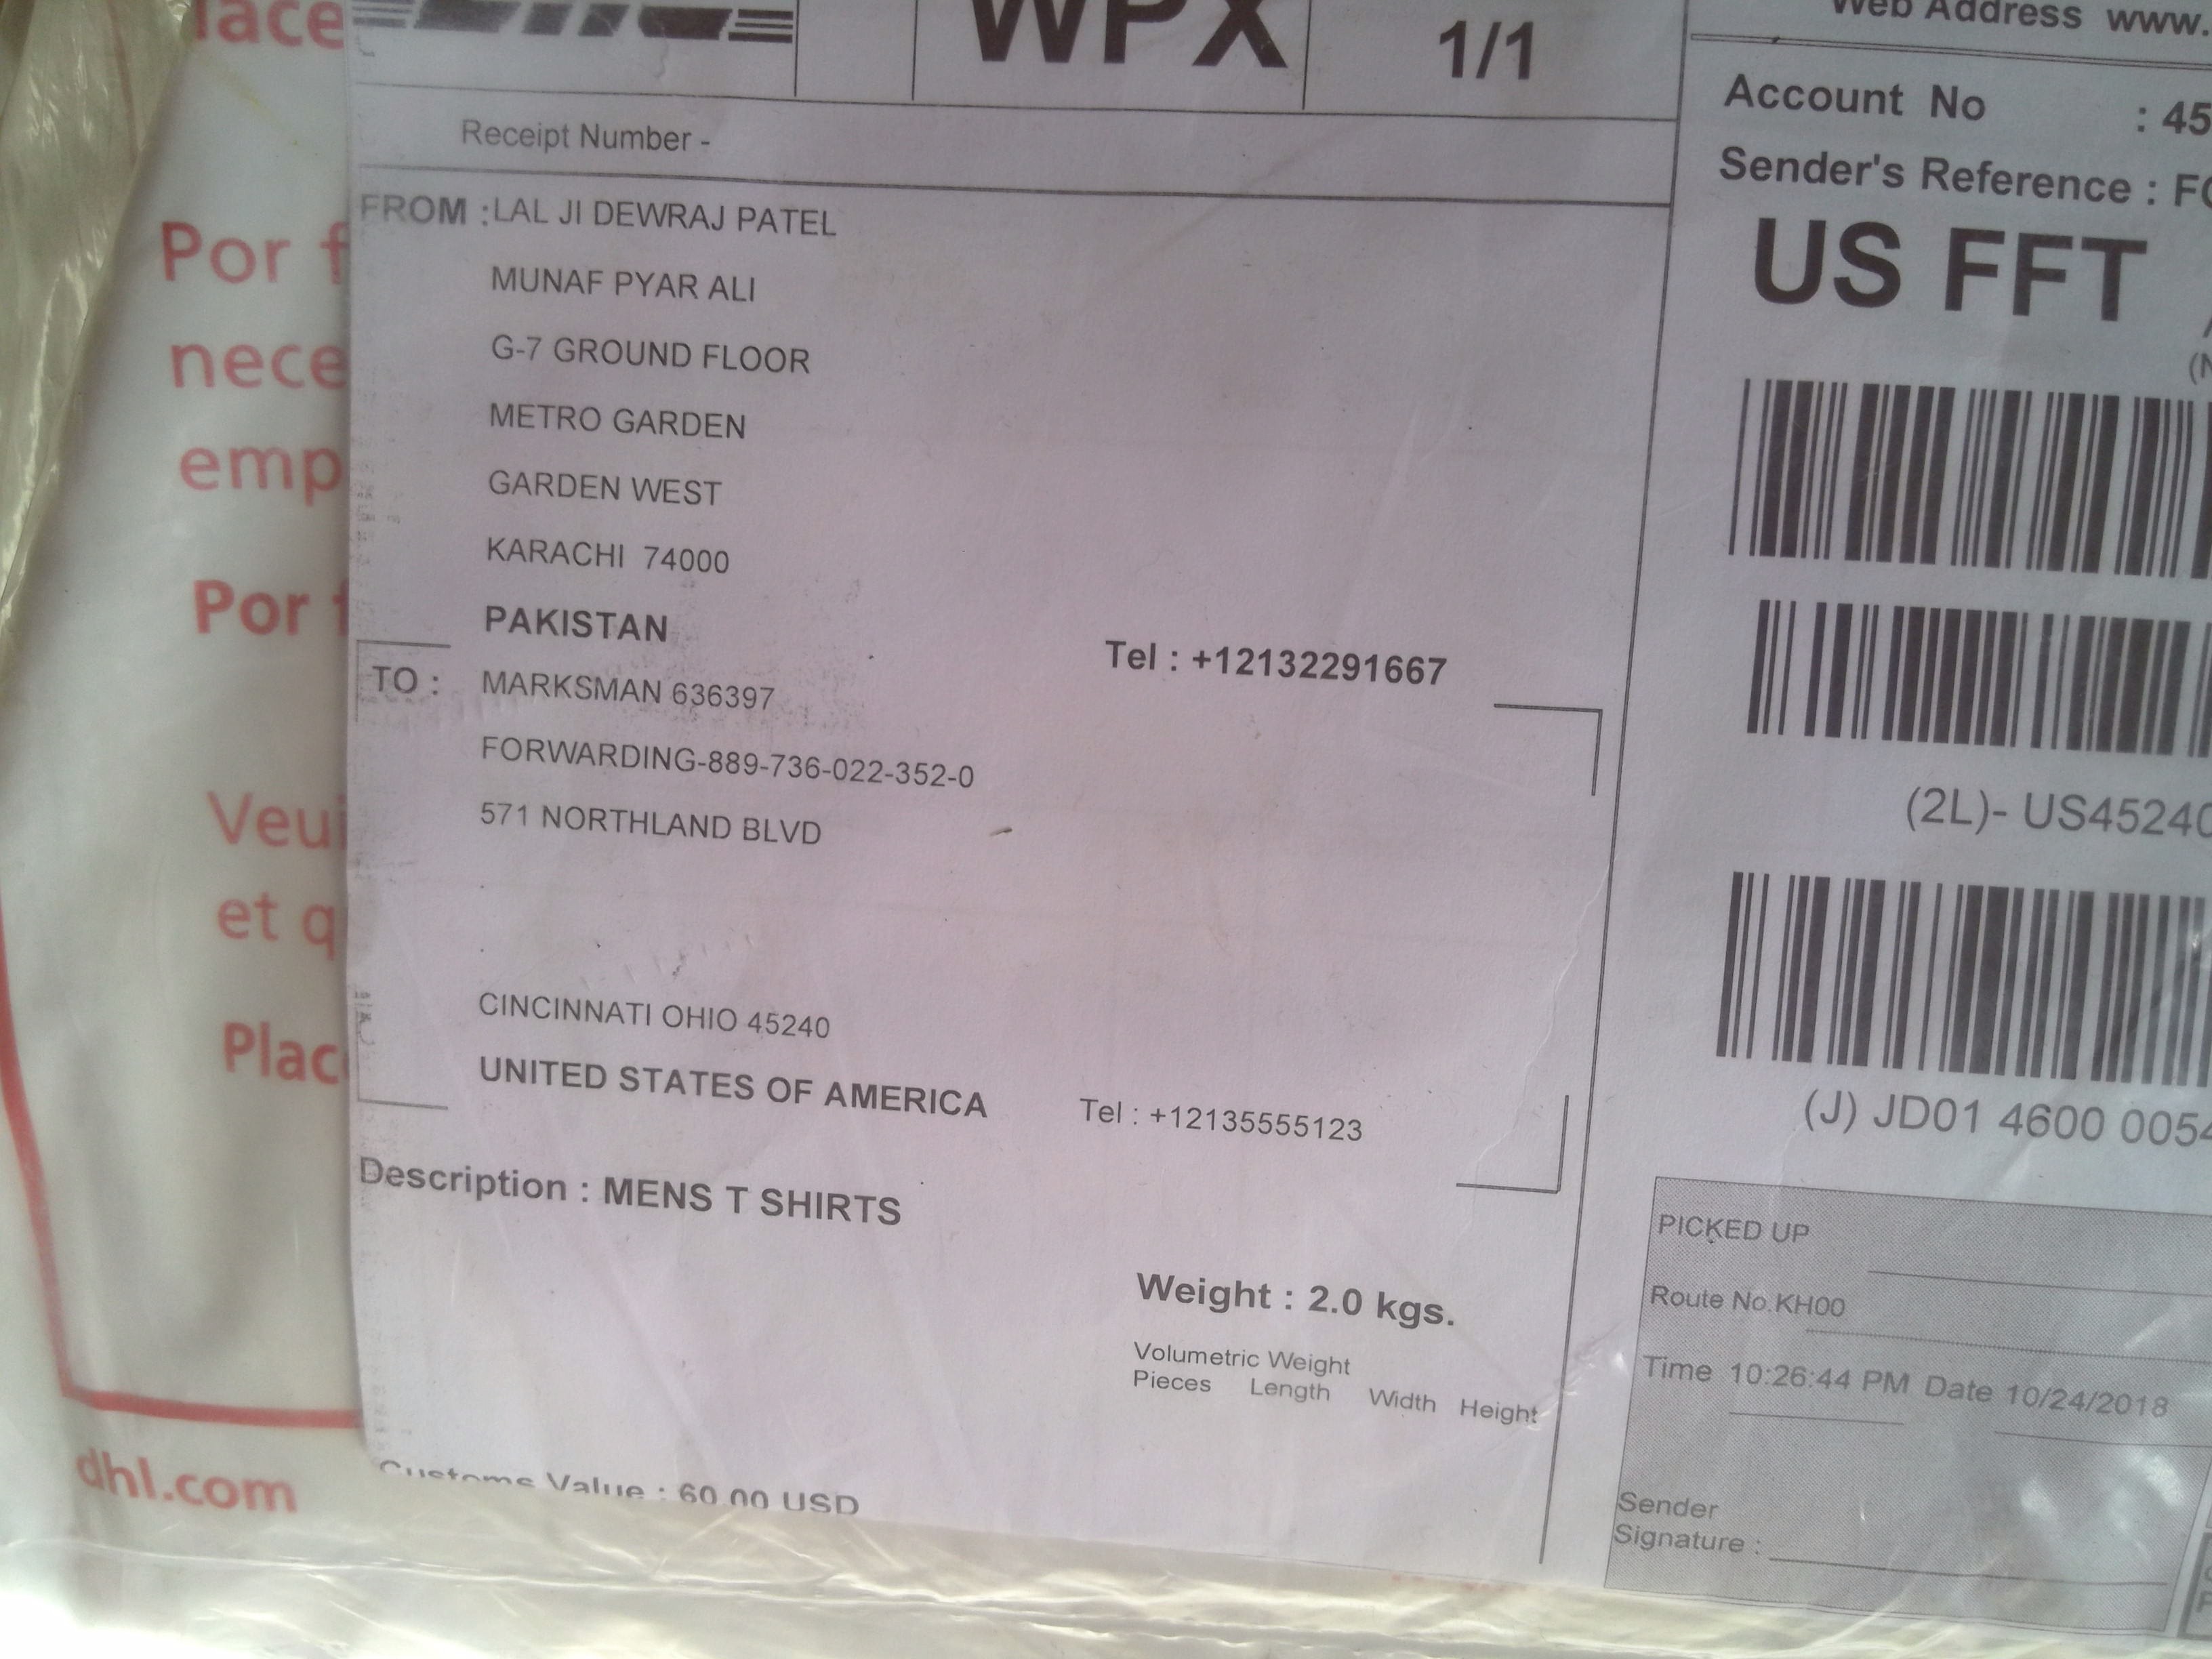 lace
WPX
1/1
Web Address www.
Receipt Number -
Account No : 45
Sender's Reference :
US FFT
FROM :LAL JI DEWRAJ PATEL
MUNAF PYAR ALI
G-7 GROUND FLOOR
METRO GARDEN
GARDEN WEST
KARACHI 74000
PAKISTAN
Tel : +12132291667
TO : MARKSMAN 636397
FORWARDING-889-736-022-352-0
571 NORTHLAND BLVD
CINCINNATI OHIO 45240
UNITED STATES OF AMERICA Tel : +12135555123
Description : MENS T SHIRTS
Weight : 2.0 kgs.
Volumetric Weight
Pieces Length Width Height
Customs Value : 60.00 USD
(2L)- US45240
(J) JD01 4600 0054
PICKED UP
Route No.KH00
Time 10:26:44 PM Date 10/24/2018
Sender
Signature :
Por f
nece
emp
Por f
Veui
et q
Plac
dhl.com